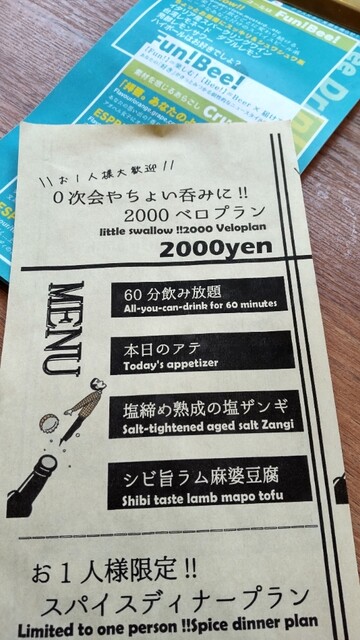 Fun!Bee!
un!Bee!
\\お1人様大歓迎//
0次会やちょい呑みに!!
2000ベロプラン
little swallow !!2000 Veloplan
2000yen
MENU
60分飲み放題
All-you-can-drink for 60 minutes
本日のアテ
Today's appetizer
塩締め熟成の塩ザンギ
Salt-tightened aged salt Zangi
シビ旨ラム麻婆豆腐
Shibi taste lamb mapo tofu
お1人様限定!!
スパイスディナープラン
Limited to one person !!Spice dinner plan